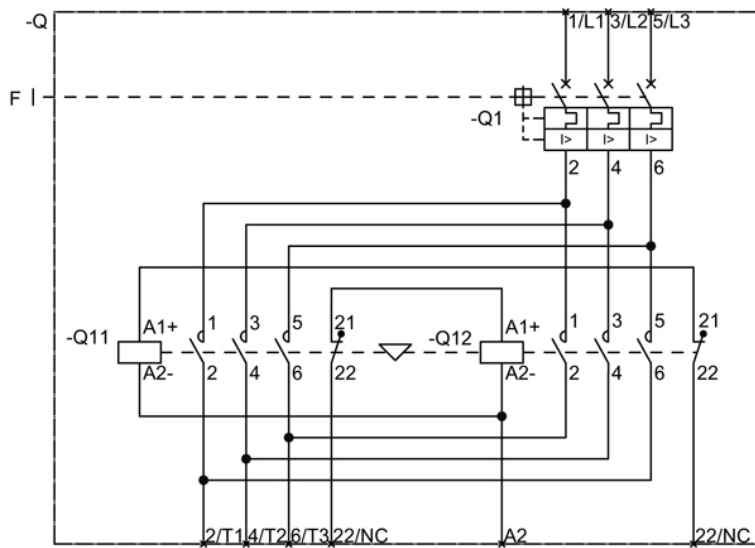 -Q 1/L1 3/L2 5/L3
F
-Q1
I> I> I>
2 4 6
1 3 5 21 1 3 5 21
-Q11 A1+ -Q12 A1+
A2- 2 4 6 22 A2- 2 4 6 22
2/T1 4/T2 6/T3 22/NC A2 22/NC